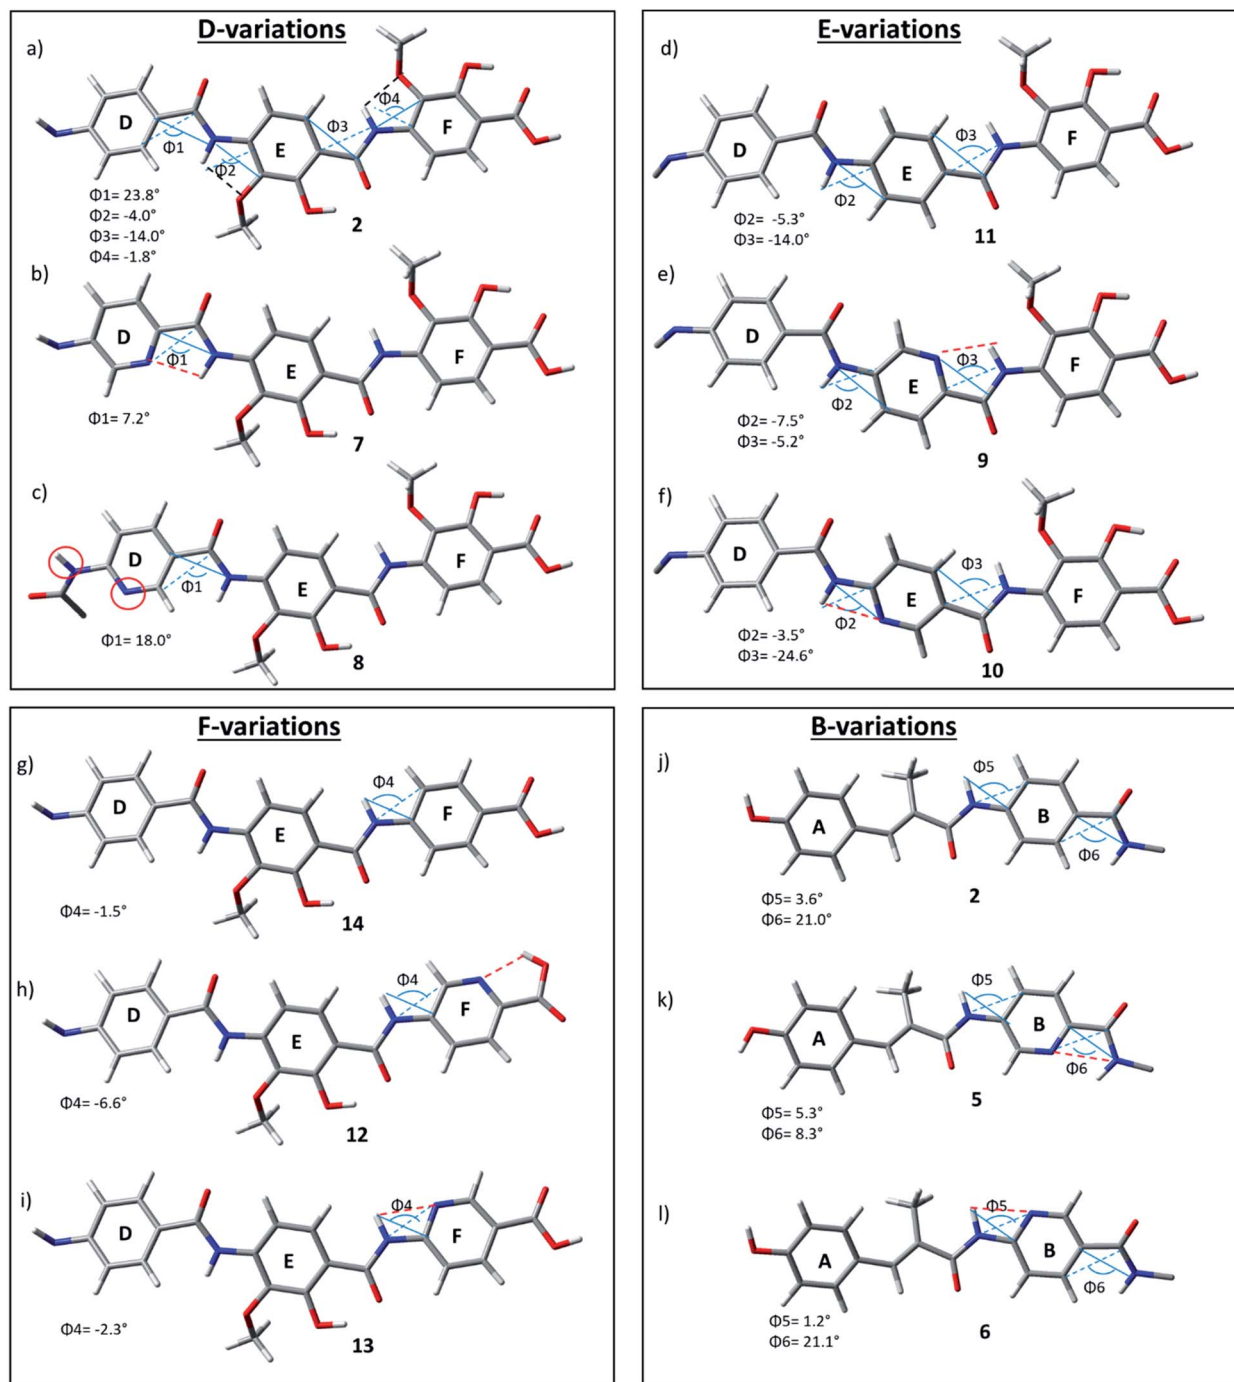 D-variations
a)
D
Φ1
Φ2
E
Φ3
Φ4
F
Φ1= 23.8°
Φ2= -4.0°
Φ3= -14.0°
Φ4= -1.8°
2
b)
D
Φ1
E
F
Φ1= 7.2°
7
c)
D
Φ1
E
F
Φ1= 18.0°
8
E-variations
d)
D
Φ2
E
Φ3
F
Φ2= -5.3°
Φ3= -14.0°
11
e)
D
Φ2
E
Φ3
F
Φ2= -7.5°
Φ3= -5.2°
9
f)
D
Φ2
E
Φ3
F
Φ2= -3.5°
Φ3= -24.6°
10
F-variations
g)
D
E
Φ4
F
Φ4= -1.5°
14
h)
D
E
Φ4
F
Φ4= -6.6°
12
i)
D
E
Φ4
F
Φ4= -2.3°
13
B-variations
j)
A
Φ5
B
Φ6
2
Φ5= 3.6°
Φ6= 21.0°
k)
A
Φ5
B
Φ6
5
Φ5= 5.3°
Φ6= 8.3°
l)
A
Φ5
B
Φ6
6
Φ5= 1.2°
Φ6= 21.1°